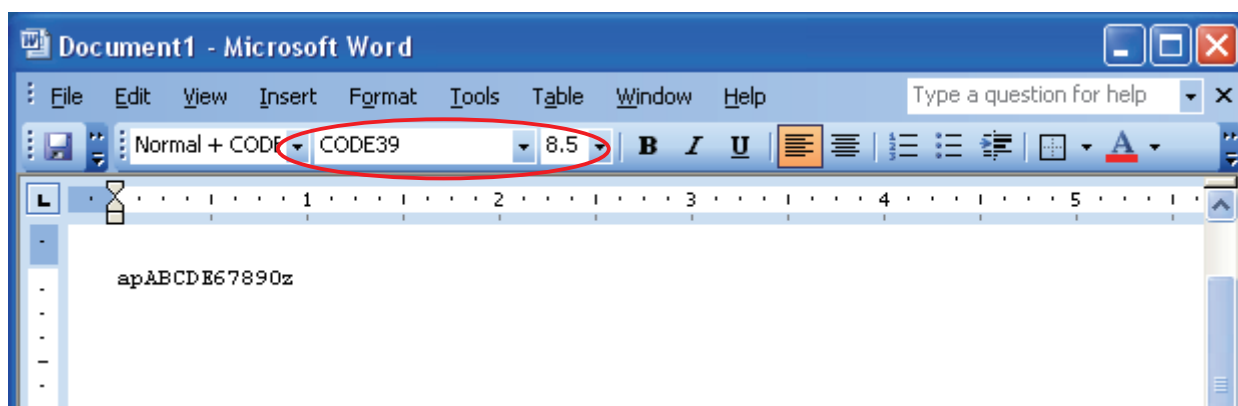 Document1 - Microsoft Word
File Edit View Insert Format Tools Table Window Help Type a question for help
Normal + CODE CODE39 8.5 B I U A
L 1 2 3 4 5
apABCDE67890z